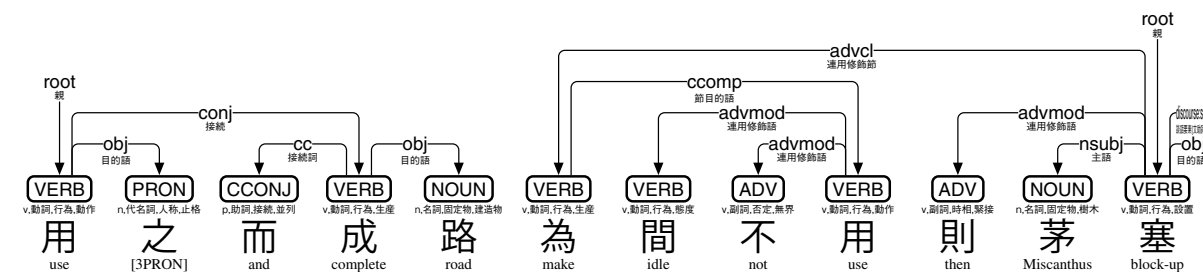 root
親
root
親
advcl
連用修飾節
ccomp
節目的語
conj
接続
advmod
連用修飾語
advmod
連用修飾語
obj
目的語
cc
接続詞
obj
目的語
advmod
連用修飾語
nsubj
主語
obj
目的語
VERB PRON CCONJ VERB NOUN VERB VERB ADV VERB ADV NOUN VERB
v,動詞,行為,動作 n,代名詞,人称,止格 p,助詞,接続,並列 v,動詞,行為,生産 n,名詞,固定物,建造物 v,動詞,行為,生産 v,動詞,行為,態度 v,副詞,否定,無界 v,動詞,行為,動作 v,副詞,時相,緊接 n,名詞,固定物,樹木 v,動詞,行為,設置
用 之 而 成 路 為 間 不 用 則 茅 塞
use [3PRON] and complete road make idle not use then Miscanthus block-up